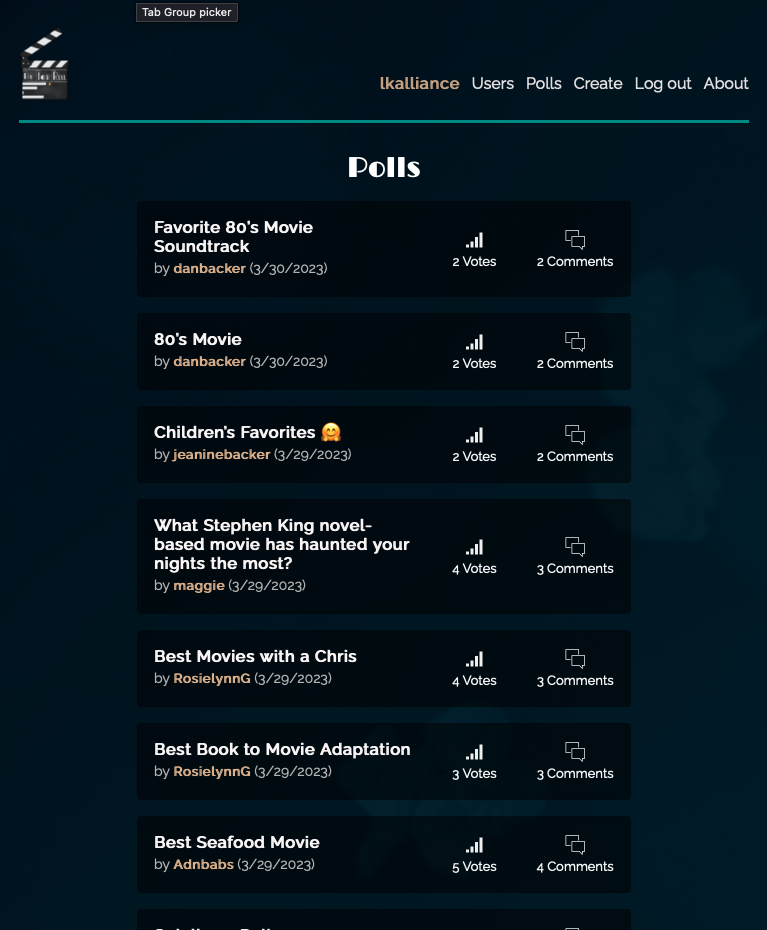 Tab Group picker
lkalliance Users Polls Create Log out About
Polls
Favorite 80's Movie
Soundtrack
by danbacker (3/30/2023)
2 Votes
2 Comments
80's Movie
by danbacker (3/30/2023)
2 Votes
2 Comments
Children's Favorites 🤗
by jeaninebacker (3/29/2023)
2 Votes
2 Comments
What Stephen King novel-
based movie has haunted your
nights the most?
by maggie (3/29/2023)
4 Votes
3 Comments
Best Movies with a Chris
by RosielynnG (3/29/2023)
4 Votes
3 Comments
Best Book to Movie Adaptation
by RosielynnG (3/29/2023)
3 Votes
3 Comments
Best Seafood Movie
by Adnbabs (3/29/2023)
5 Votes
4 Comments